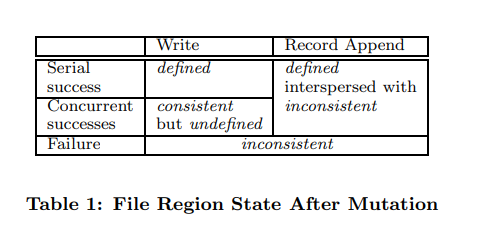 Write Record Append
Serial defined defined
success interspersed with
Concurrent consistent inconsistent
successes but undefined
Failure inconsistent
Table 1: File Region State After Mutation